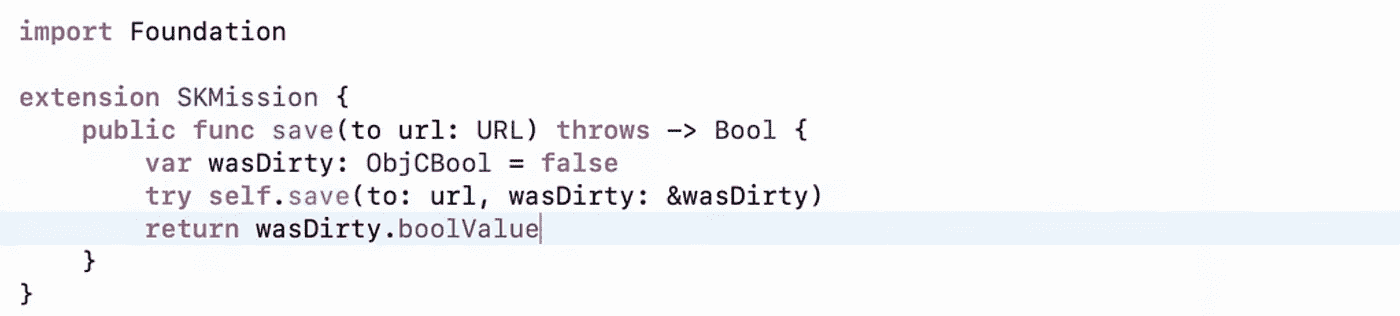 import Foundation
extension SKMission {
    public func save(to url: URL) throws -> Bool {
        var wasDirty: ObjCBool = false
        try self.save(to: url, wasDirty: &wasDirty)
        return wasDirty.boolValue
    }
}